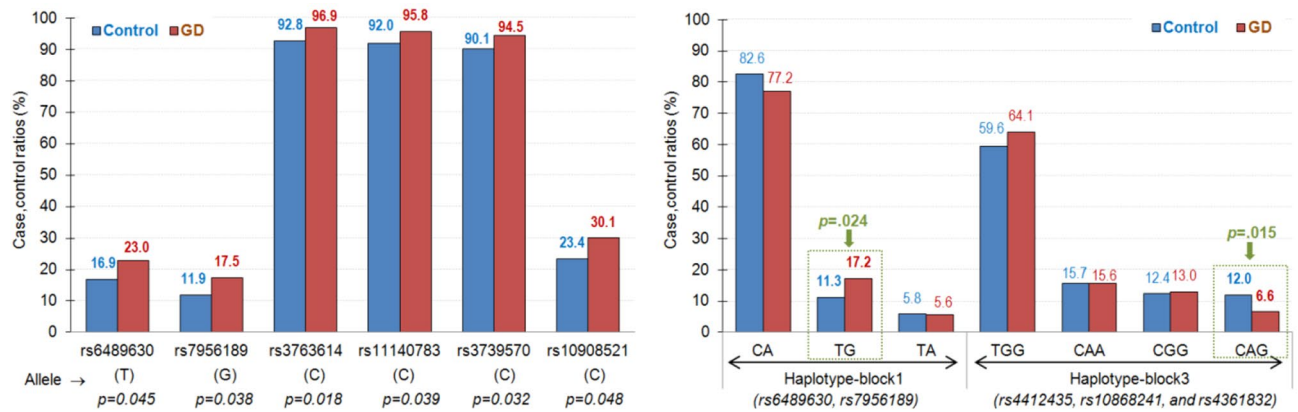 Control GD
Case,control ratios (%)
100
90
80
70
60
50
40
30
20
10
0
16.9 23.0
11.9 17.5
92.8 96.9
92.0 95.8
90.1 94.5
23.4 30.1
rs6489630 rs7956189 rs3763614 rs11140783 rs3739570 rs10908521
Allele → (T) (G) (C) (C) (C) (C)
p=0.045 p=0.038 p=0.018 p=0.039 p=0.032 p=0.048
Control GD
Case,control ratios (%)
100
90
80
70
60
50
40
30
20
10
0
82.6 77.2
p=.024
11.3 17.2
5.8 5.6
59.6 64.1
15.7 15.6
12.4 13.0
p=.015
12.0 6.6
CA TG TA TGG CAA CGG CAG
Haplotype-block1 Haplotype-block3
(rs6489630, rs7956189) (rs4412435, rs10868241, and rs4361832)